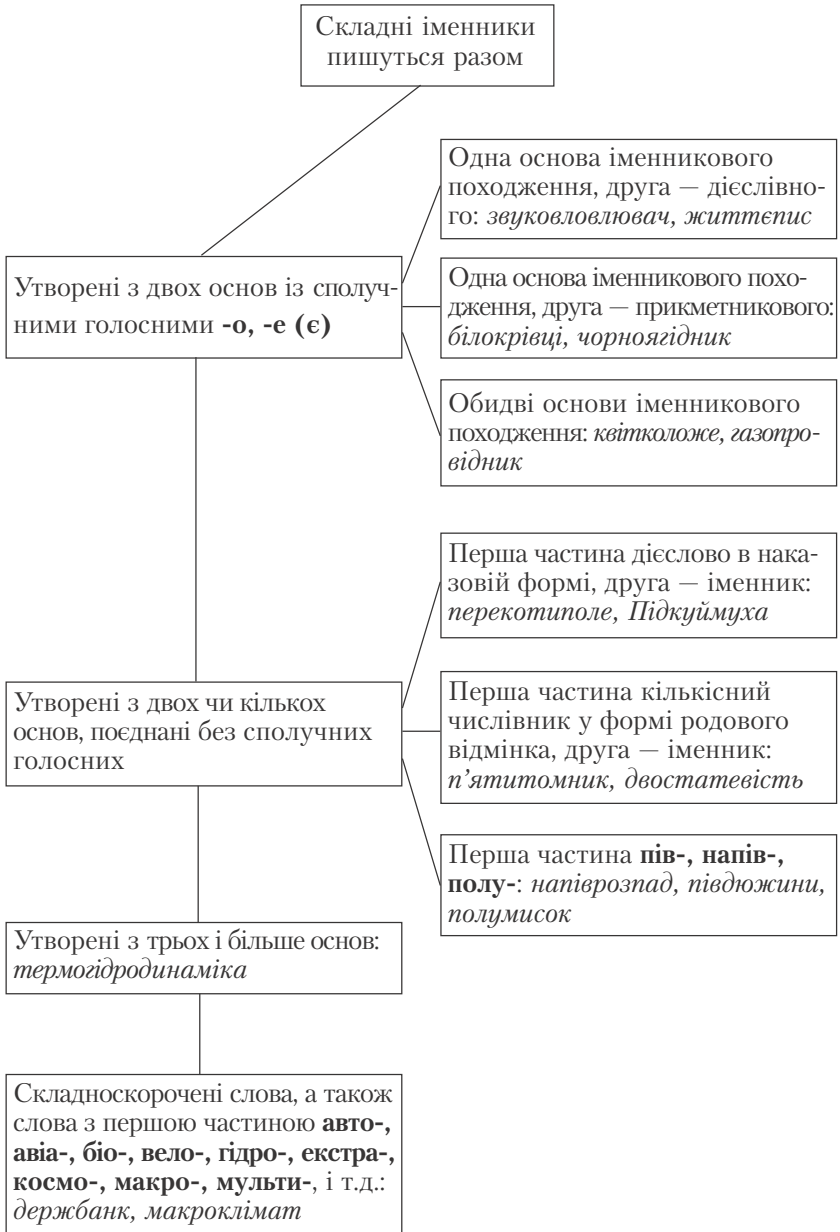 Складні іменники
пишуться разом
Одна основа іменникового
походження, друга — дієслівно-
го: звуковловлювач, життєпис
Утворені з двох основ із сполуч-
ними голосними -о, -е (є)
Одна основа іменникового похо-
дження, друга — прикметникового:
білокрівці, чорноягідник
Обидві основи іменникового
походження: квітколоже, газопро-
відник
Перша частина дієслово в нака-
зовій формі, друга — іменник:
перекотиполе, Підкуймуха
Утворені з двох чи кількох
основ, поєднані без сполучних
голосних
Перша частина кількісний
числівник у формі родового
відмінка, друга — іменник:
п’ятитомник, двостатевість
Перша частина пів-, напів-,
полу-: напіврозпад, півдюжини,
полумисок
Утворені з трьох і більше основ:
термогідродинаміка
Складноскорочені слова, а також
слова з першою частиною авто-,
авіа-, біо-, вело-, гідро-, екстра-,
космо-, макро-, мульти-, і т.д.:
держбанк, макроклімат